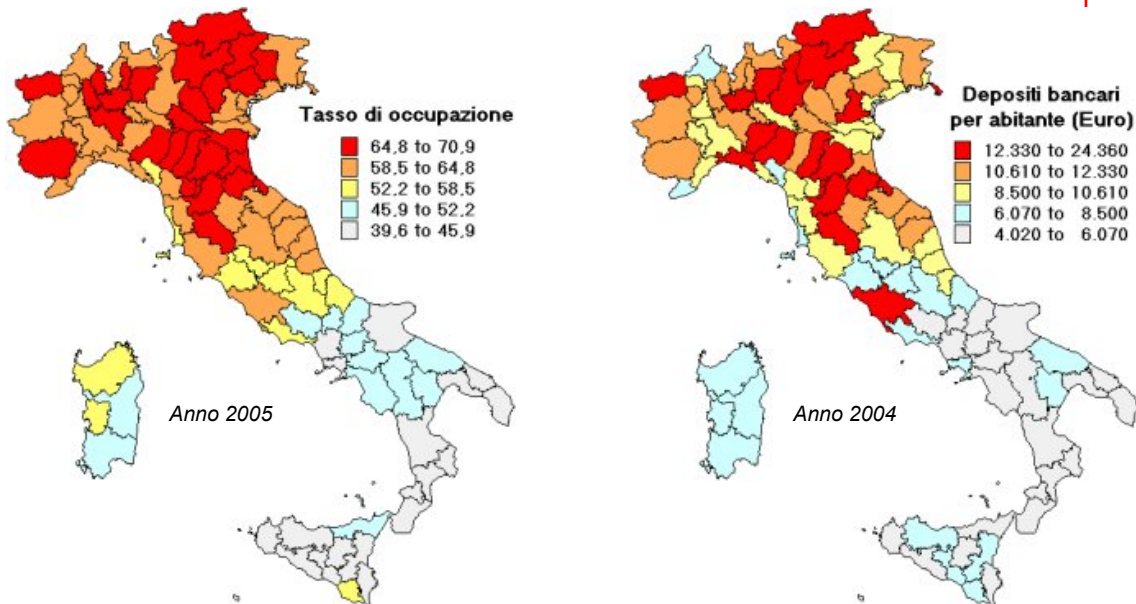 Tasso di occupazione
64,8 to 70,9
58,5 to 64,8
52,2 to 58,5
45,9 to 52,2
39,6 to 45,9
Anno 2005
Depositi bancari
per abitante (Euro)
12.330 to 24.360
10.610 to 12.330
8.500 to 10.610
6.070 to 8.500
4.020 to 6.070
Anno 2004